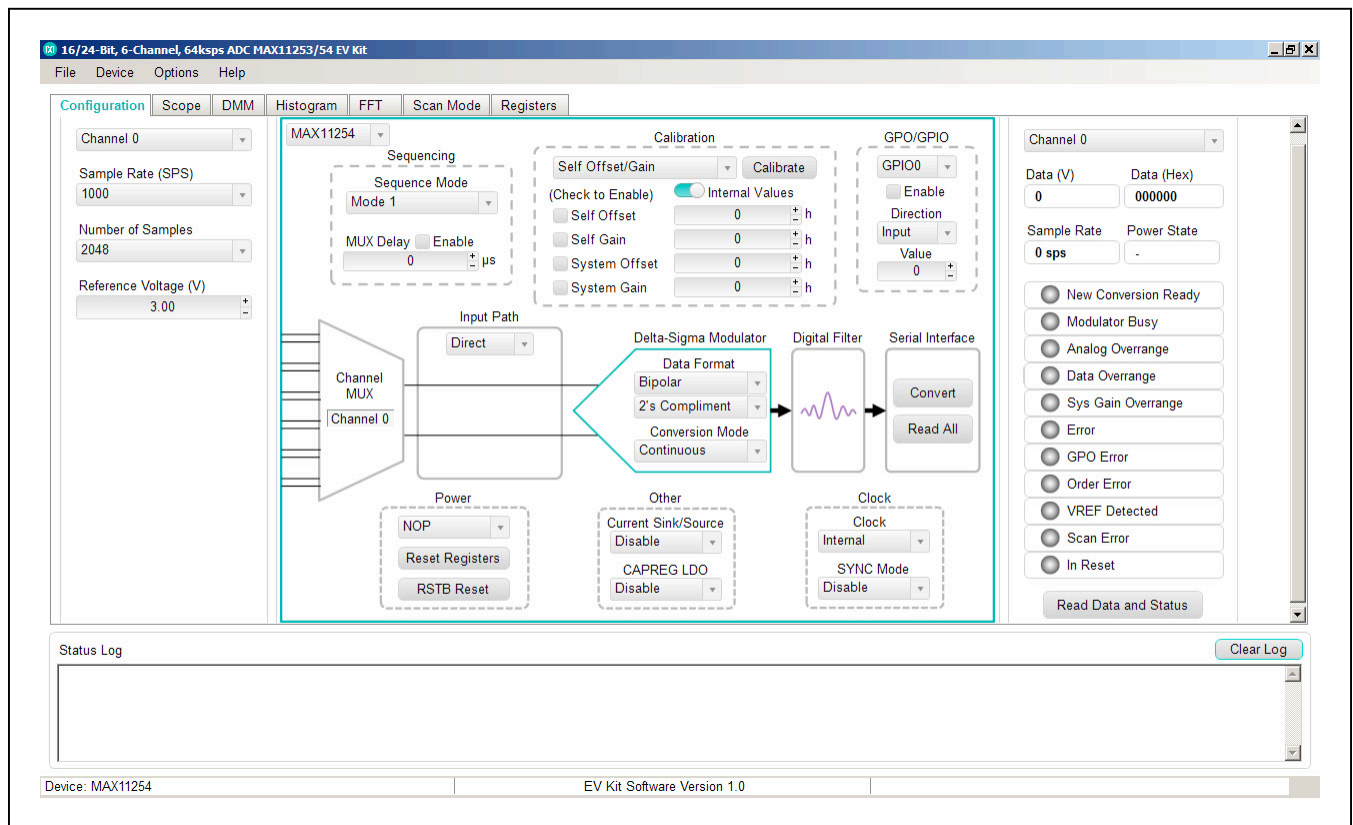 16/24-Bit, 6-Channel, 64ksps ADC MAX11253/54 EV Kit
File Device Options Help
Configuration Scope DMM Histogram FFT Scan Mode Registers
Channel 0
Sample Rate (SPS)
1000
Number of Samples
2048
Reference Voltage (V)
3.00
MAX11254
Sequencing
Sequence Mode
Mode 1
MUX Delay Enable
0 µs
Calibration
Self Offset/Gain Calibrate
(Check to Enable) Internal Values
Self Offset 0 h
Self Gain 0 h
System Offset 0 h
System Gain 0 h
GPO/GPIO
GPIO0
Enable
Direction
Input
Value
0
Channel
MUX
Channel 0
Input Path
Direct
Delta-Sigma Modulator
Data Format
Bipolar
2's Compliment
Conversion Mode
Continuous
Digital Filter
Serial Interface
Convert
Read All
Power
NOP
Reset Registers
RSTB Reset
Other
Current Sink/Source
Disable
CAPREG LDO
Disable
Clock
Clock
Internal
SYNC Mode
Disable
Channel 0
Data (V) Data (Hex)
0 000000
Sample Rate Power State
0 sps -
New Conversion Ready
Modulator Busy
Analog Overrange
Data Overrange
Sys Gain Overrange
Error
GPO Error
Order Error
VREF Detected
Scan Error
In Reset
Read Data and Status
Status Log Clear Log
Device: MAX11254 EV Kit Software Version 1.0